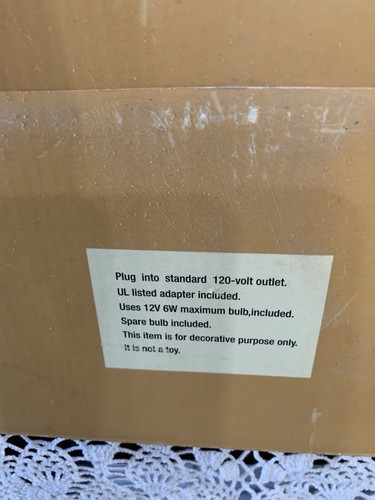 Plug into standard 120-volt outlet.
UL listed adapter included.
Uses 12V 6W maximum bulb,included.
Spare bulb included.
This item is for decorative purpose only.
It is not a toy.